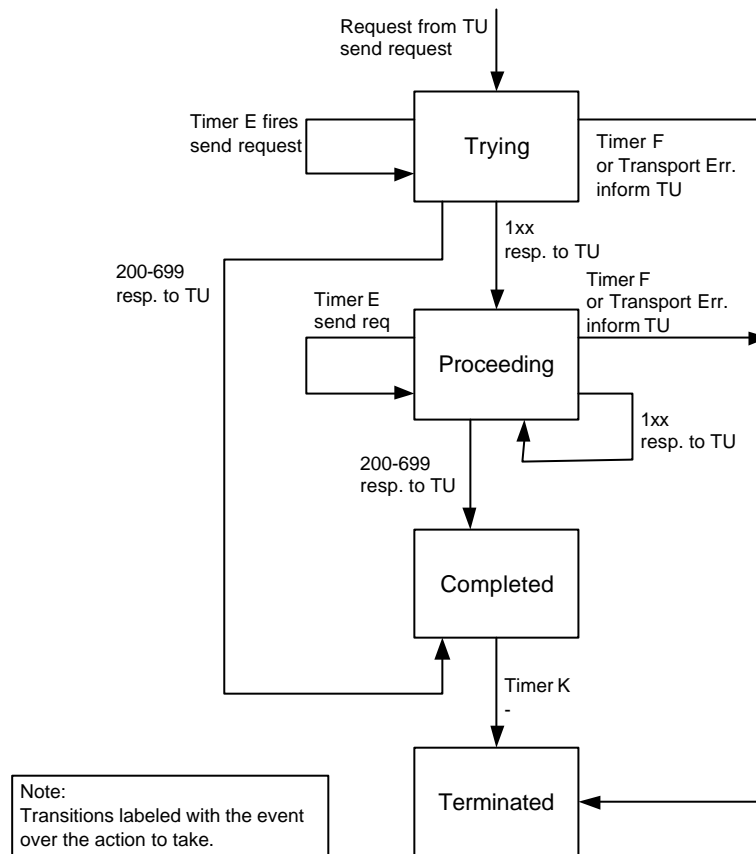 Request from TU
send request
Timer E fires
send request
Trying
Timer F
or Transport Err.
inform TU
200-699
resp. to TU
1xx
resp. to TU
Timer E
send req
Timer F
or Transport Err.
inform TU
Proceeding
1xx
resp. to TU
200-699
resp. to TU
Completed
Timer K
-
Terminated
Note:
Transitions labeled with the event
over the action to take.